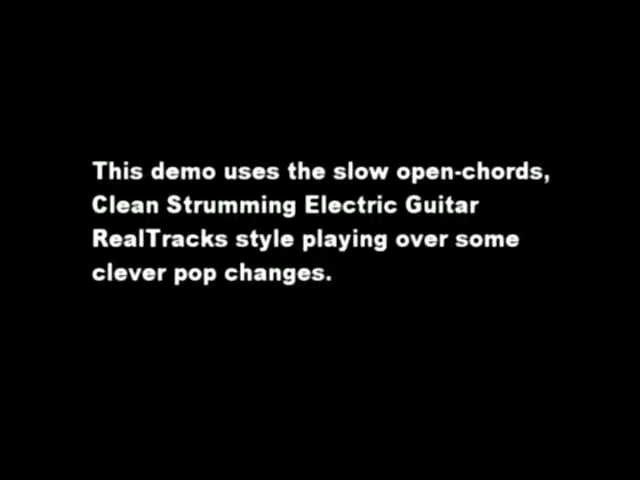 This demo uses the slow open-chords,
Clean Strumming Electric Guitar
RealTracks style playing over some
clever pop changes.